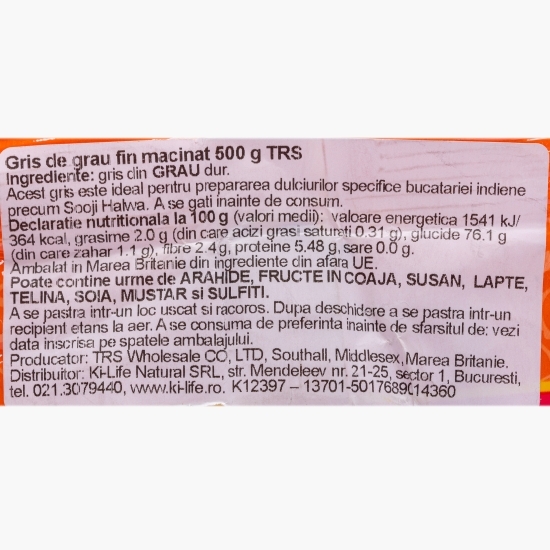 Gris de grau fin macinat 500 g TRS
Ingrediente: gris din GRAU dur.
Acest gris este ideal pentru prepararea dulciurilor specifice bucatariei indiene
precum Sooji Halwa. A se gati inainte de consum.
Declaratie nutritionala la 100 g (valori medii): valoare energetica 1541 kJ/
364 kcal, grasime 2.0 g (din care acizi grasi saturati 0.31 g), glucide 76.1 g
(din care zahar 1.1 g), fibre 2.4 g, proteine 5.48 g, sare 0.0 g.
Ambalat in Marea Britanie din ingrediente din afara UE.
Poate contine urme de ARAHIDE, FRUCTE IN COAJA, SUSAN, LAPTE,
TELINA, SOIA, MUSTAR si SULFITI.
A se pastra intr-un loc uscat si racoros. Dupa deschidere a se pastra intr-un
recipient etans la aer. A se consuma de preferinta inainte de sfarsitul de: vezi
data inscrisa pe spatele ambalajului.
Producator: TRS Wholesale CO, LTD, Southall, Middlesex, Marea Britanie.
Distribuitor: Ki-Life Natural SRL, str. Mendeleev nr. 21-25, sector 1, Bucuresti,
tel. 021.3079440, www.ki-life.ro. K12397 – 13701-5017689014360